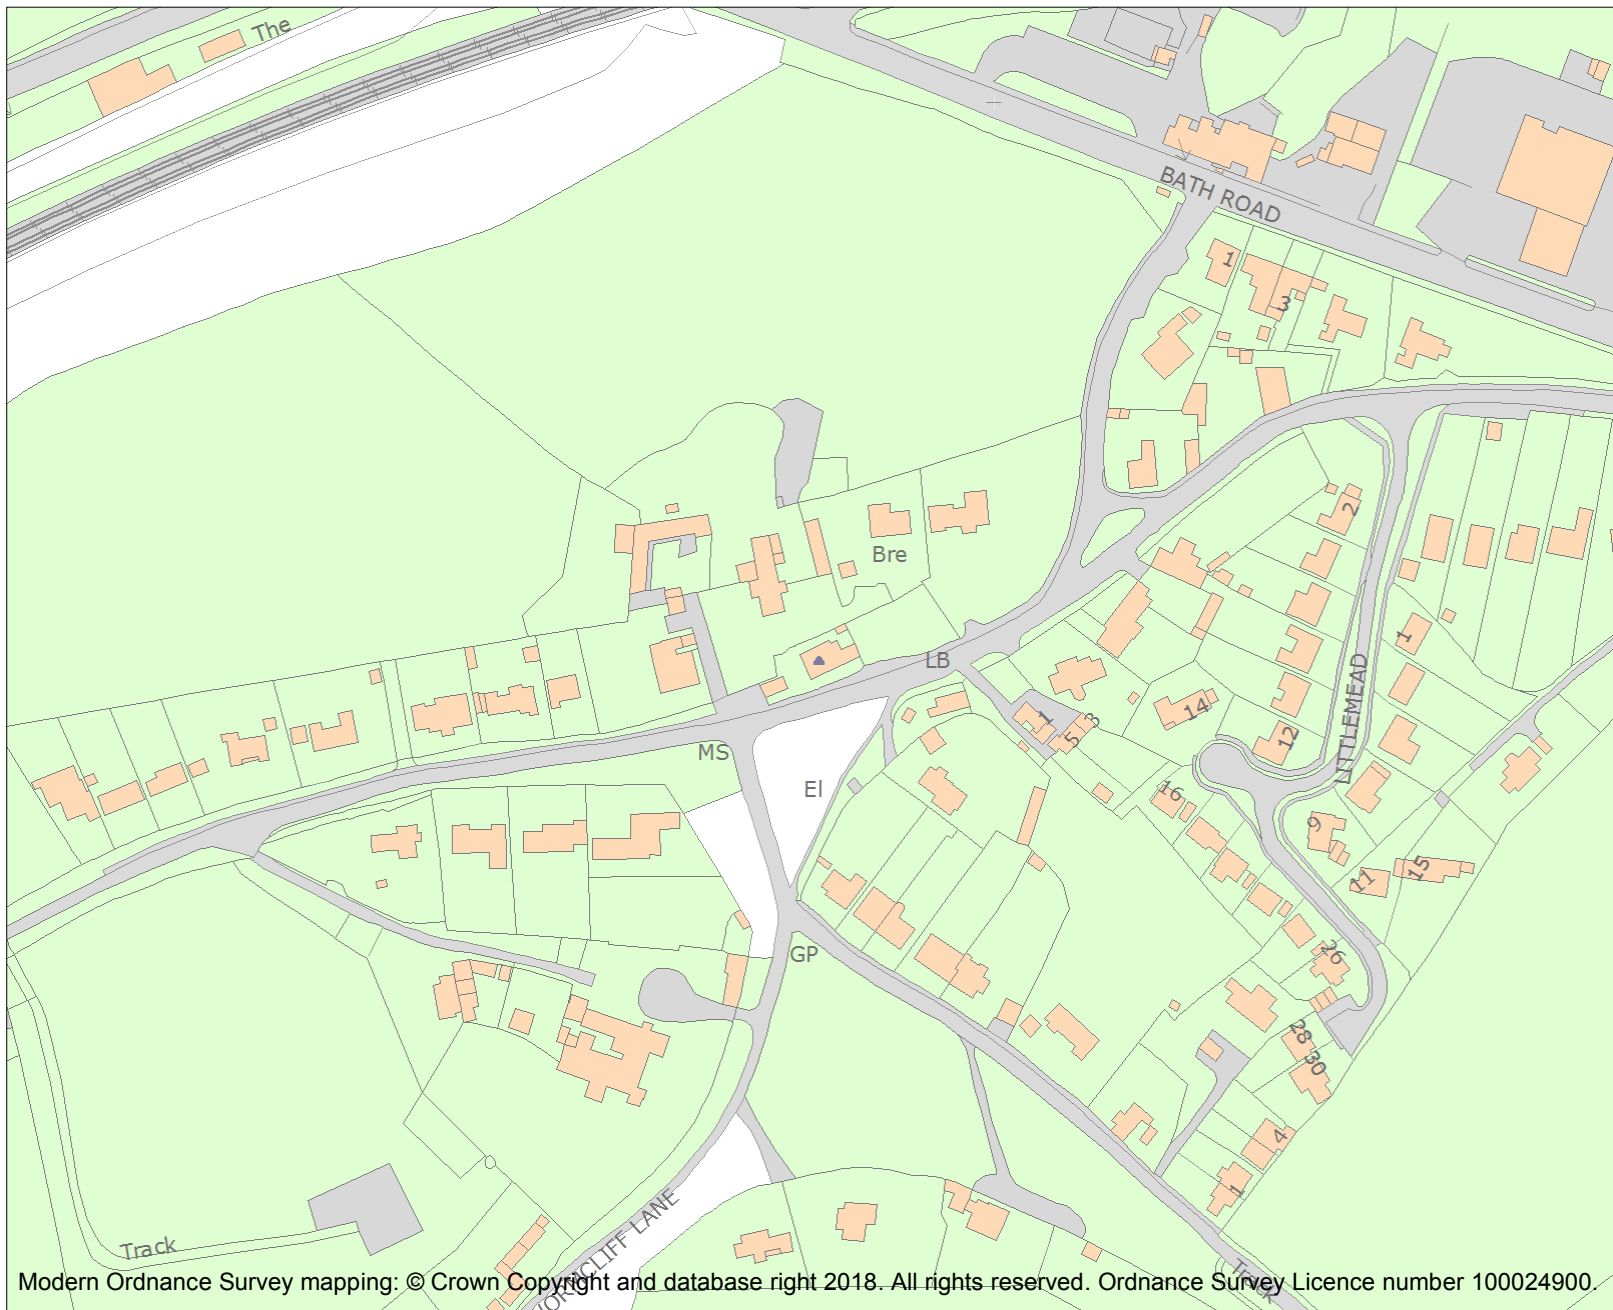 The
BATH ROAD
1
3
2
Bre
1
LB
LITTLEMEAD
14
1
3
5
12
MS
El
16
9
11
15
GP
26
28
30
4
1
Track
Track
Modern Ordnance Survey mapping: © Crown Copyright and database right 2018. All rights reserved. Ordnance Survey Licence number 100024900.
LANE